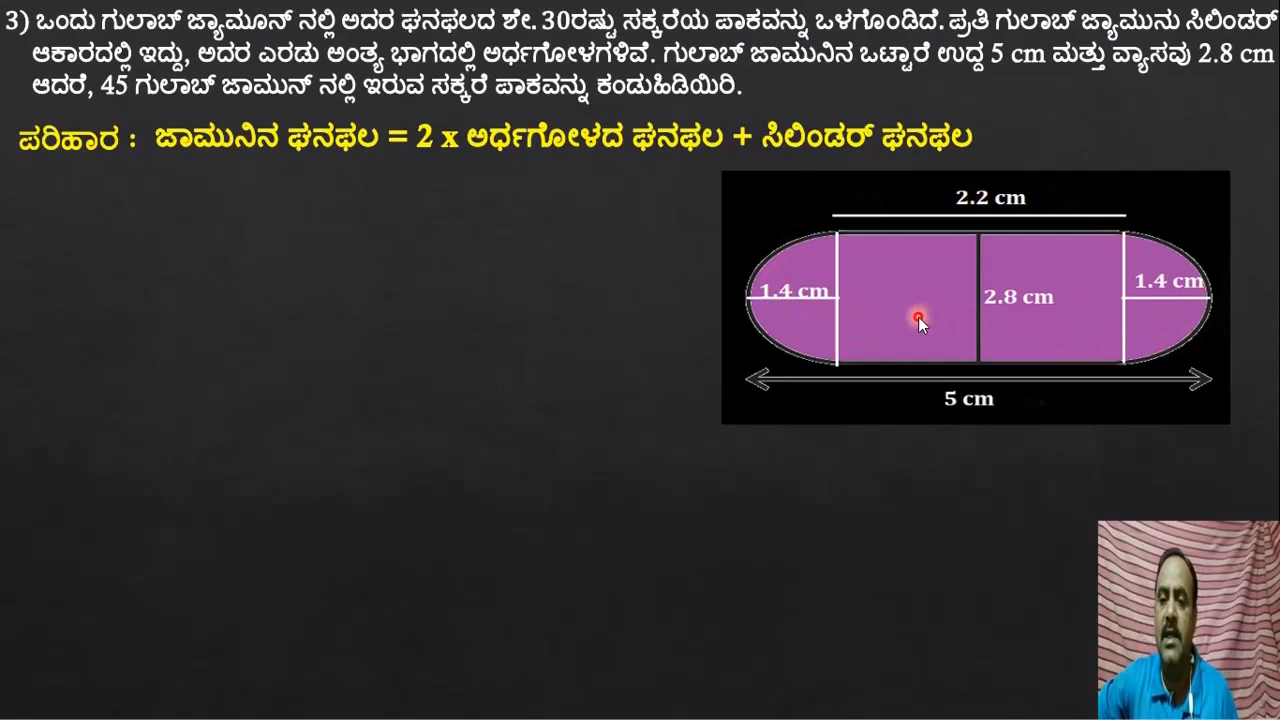 3) ಒಂದು ಗುಲಾಬ್ ಜ್ಯಾಮೂನ್ ನಲ್ಲಿ ಅದರ ಘನಫಲದ ಶೇ. 30ರಷ್ಟು ಸಕ್ಕರೆಯ ಪಾಕವನ್ನು ಒಳಗೊಂಡಿದೆ. ಪ್ರತಿ ಗುಲಾಬ್ ಜ್ಯಾಮುನು ಸಿಲಿಂಡರ್
ಆಕಾರದಲ್ಲಿ ಇದ್ದು, ಅದರ ಎರಡು ಅಂತ್ಯ ಭಾಗದಲ್ಲಿ ಅರ್ಧಗೋಳಗಳಿವೆ. ಗುಲಾಬ್ ಜಾಮುನಿನ ಒಟ್ಟಾರೆ ಉದ್ದ 5 cm ಮತ್ತು ವ್ಯಾಸವು 2.8 cm
ಆದರೆ, 45 ಗುಲಾಬ್ ಜಾಮುನ್ ನಲ್ಲಿ ಇರುವ ಸಕ್ಕರೆ ಪಾಕವನ್ನು ಕಂಡುಹಿಡಿಯಿರಿ.
ಪರಿಹಾರ : ಜಾಮುನಿನ ಘನಫಲ = 2 x ಅರ್ಧಗೋಳದ ಘನಫಲ + ಸಿಲಿಂಡರ್ ಘನಫಲ
2.2 cm
1.4 cm
2.8 cm
1.4 cm
5 cm